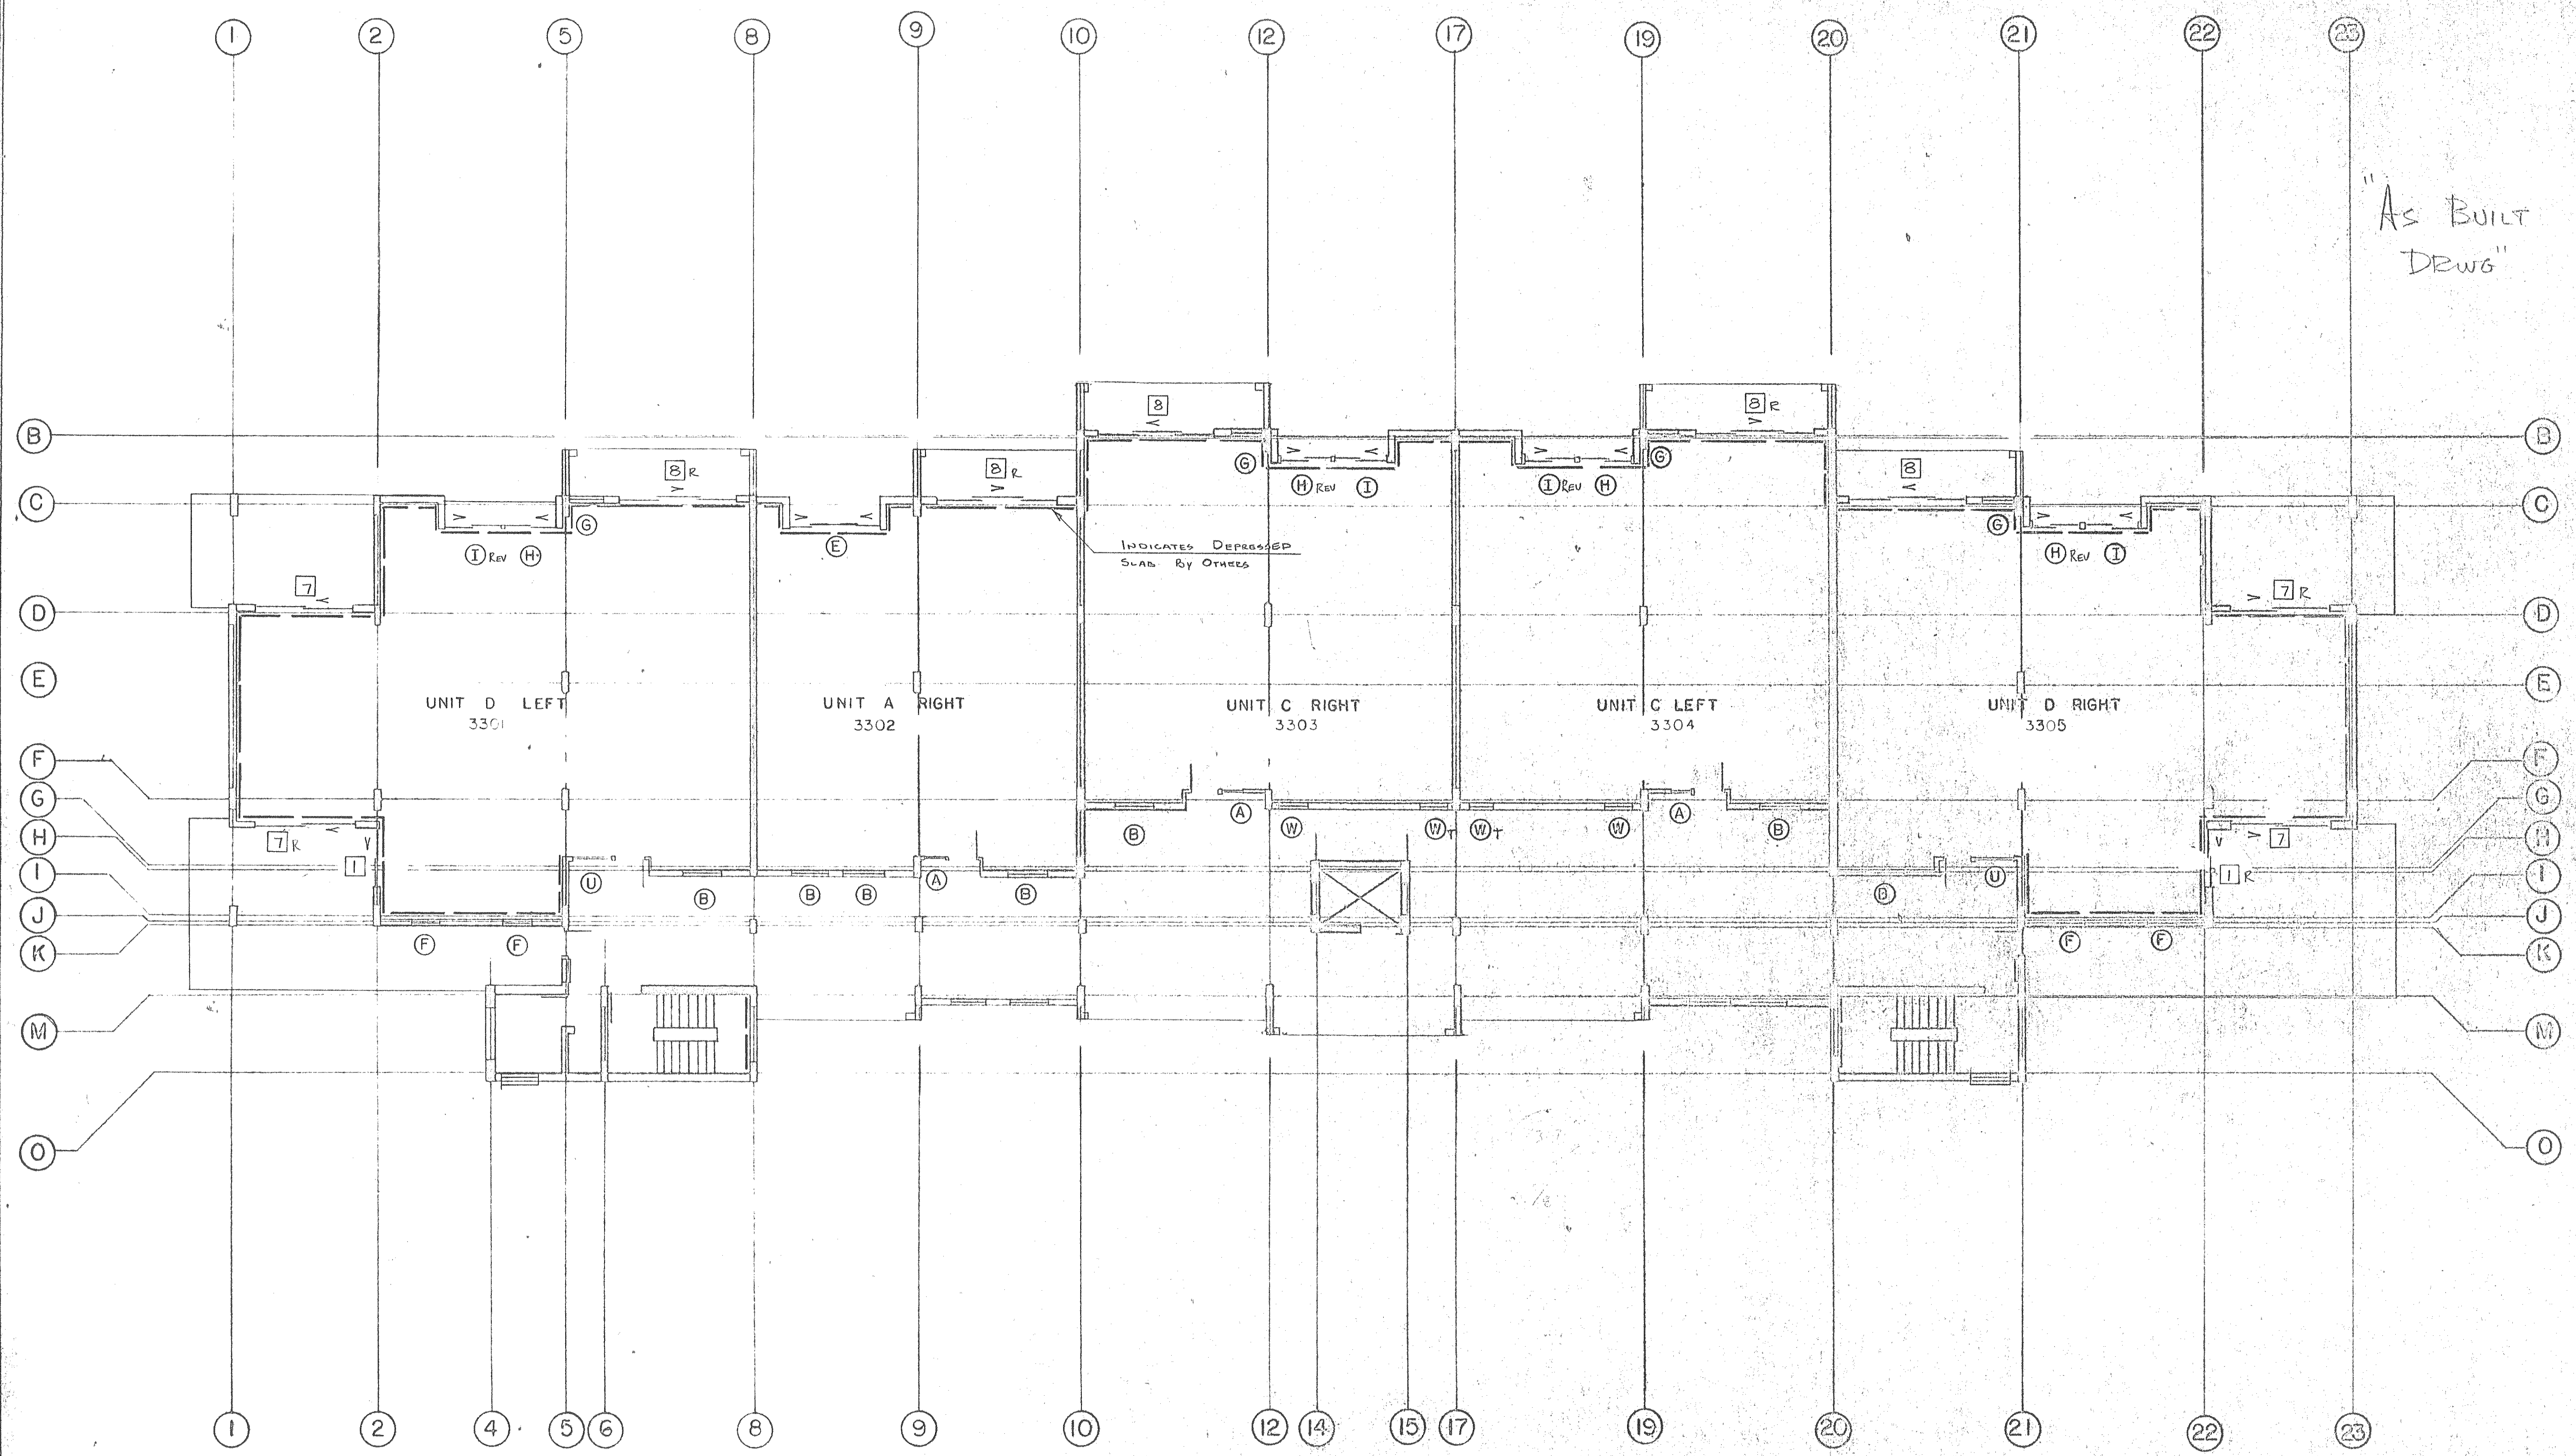 1 2 5 8 9 10 12 17 19 20 21 22 23
"AS BUILT
DRWG"
8 8 R
B B
8 R 8 R 8
G H REV I I REV H G
C C
G E G
I REV H H REV I
INDICATES DEPRESSED
SLAB BY OTHERS
7 7 R
D D
E E
UNIT D LEFT UNIT A RIGHT UNIT C RIGHT UNIT C LEFT UNIT D RIGHT
3301 3302 3303 3304 3305
F F
G G
A A
B W WT WT W B
H 7 R 7 H
1 1 R
I I
U A U
B B B B B
J J
F F F F
K K
M M
O O
1 2 4 5 6 8 9 10 12 14 15 17 19 20 21 22 23